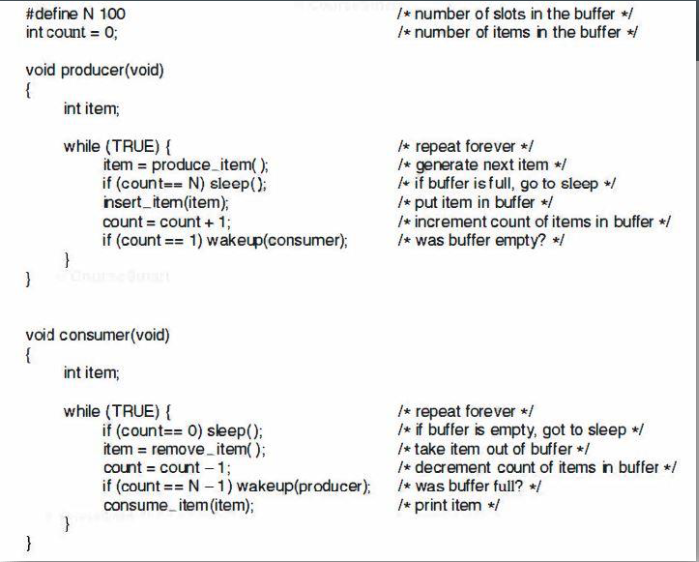 #define N 100 /* number of slots in the buffer */
int count = 0; /* number of items in the buffer */
void producer(void)
{
int item;
while (TRUE) { /* repeat forever */
item = produce_item( ); /* generate next item */
if (count== N) sleep(); /* if buffer is full, go to sleep */
insert_item(item); /* put item in buffer */
count = count + 1; /* increment count of items in buffer */
if (count == 1) wakeup(consumer); /* was buffer empty? */
}
}
void consumer(void)
{
int item;
while (TRUE) { /* repeat forever */
if (count== 0) sleep(); /* if buffer is empty, got to sleep */
item = remove_item( ); /* take item out of buffer */
count = count – 1; /* decrement count of items in buffer */
if (count == N – 1) wakeup(producer); /* was buffer full? */
consume_item(item); /* print item */
}
}